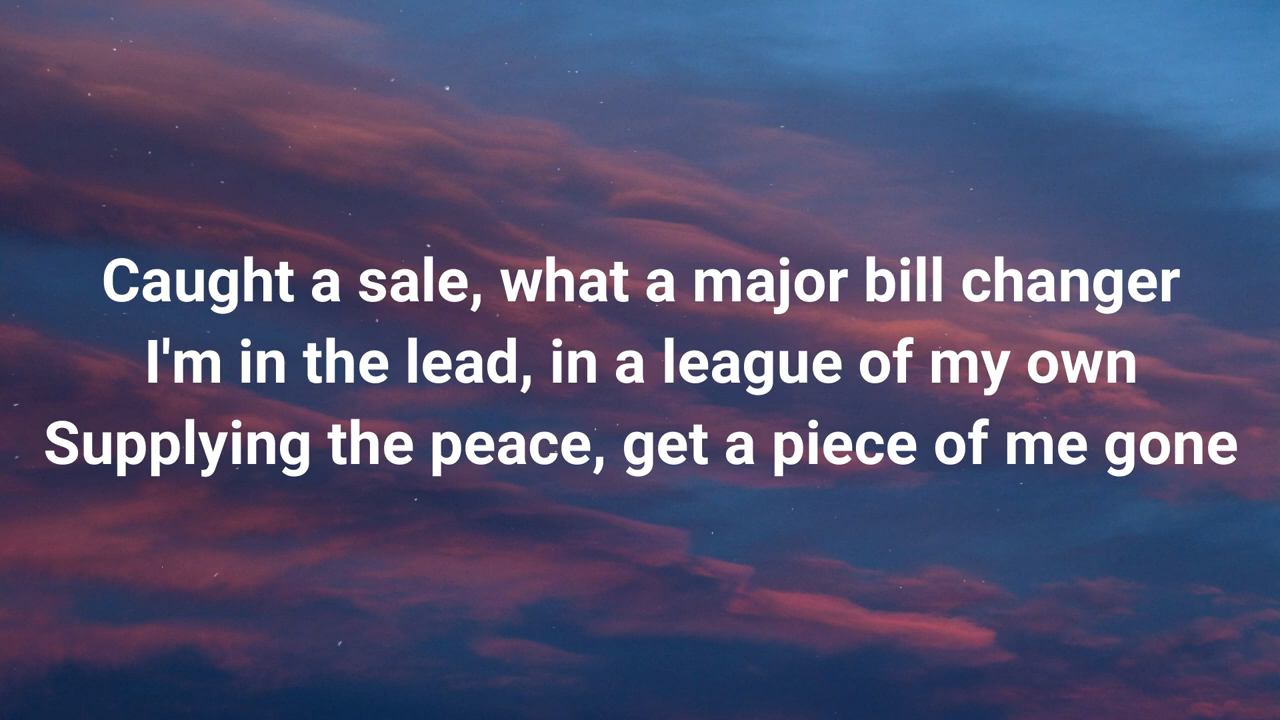 Caught a sale, what a major bill changer
I'm in the lead, in a league of my own
Supplying the peace, get a piece of me gone